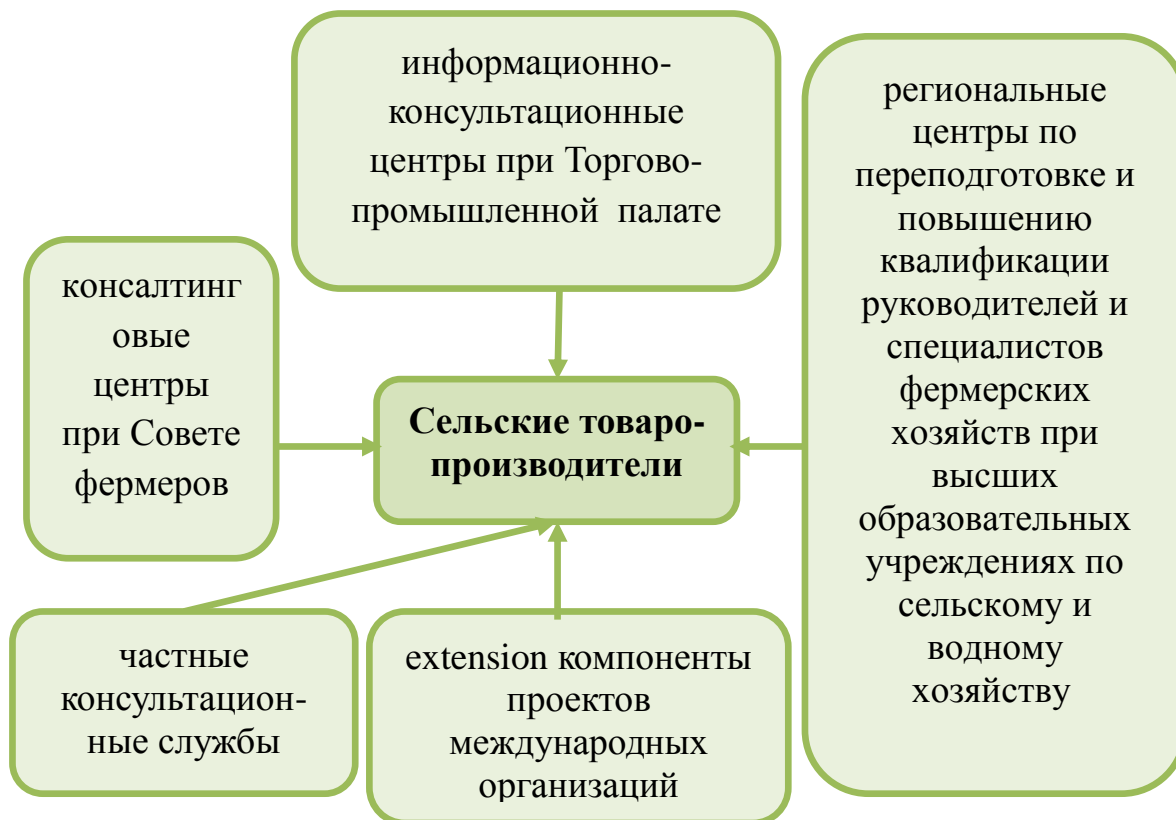 информационно-
консультационные
центры при Торгово-
промышленной палате
региональные
центры по
переподготовке и
повышению
квалификации
руководителей и
специалистов
фермерских
хозяйств при
высших
образовательных
учреждениях по
сельскому и
водному
хозяйству
консалтинг
овые
центры
при Совете
фермеров
Сельские товаро-
производители
частные
консультацион-
ные службы
extension компоненты
проектов
международных
организаций